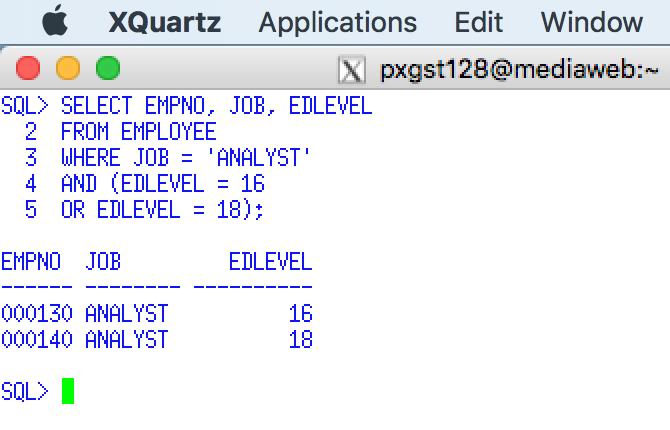 XQuartz Applications Edit Window
X pxgst128@mediaweb:~
SQL> SELECT EMPNO, JOB, EDLEVEL
2 FROM EMPLOYEE
3 WHERE JOB = 'ANALYST'
4 AND (EDLEVEL = 16
5 OR EDLEVEL = 18);
EMPNO JOB EDLEVEL
------ -------- ----------
000130 ANALYST 16
000140 ANALYST 18
SQL>